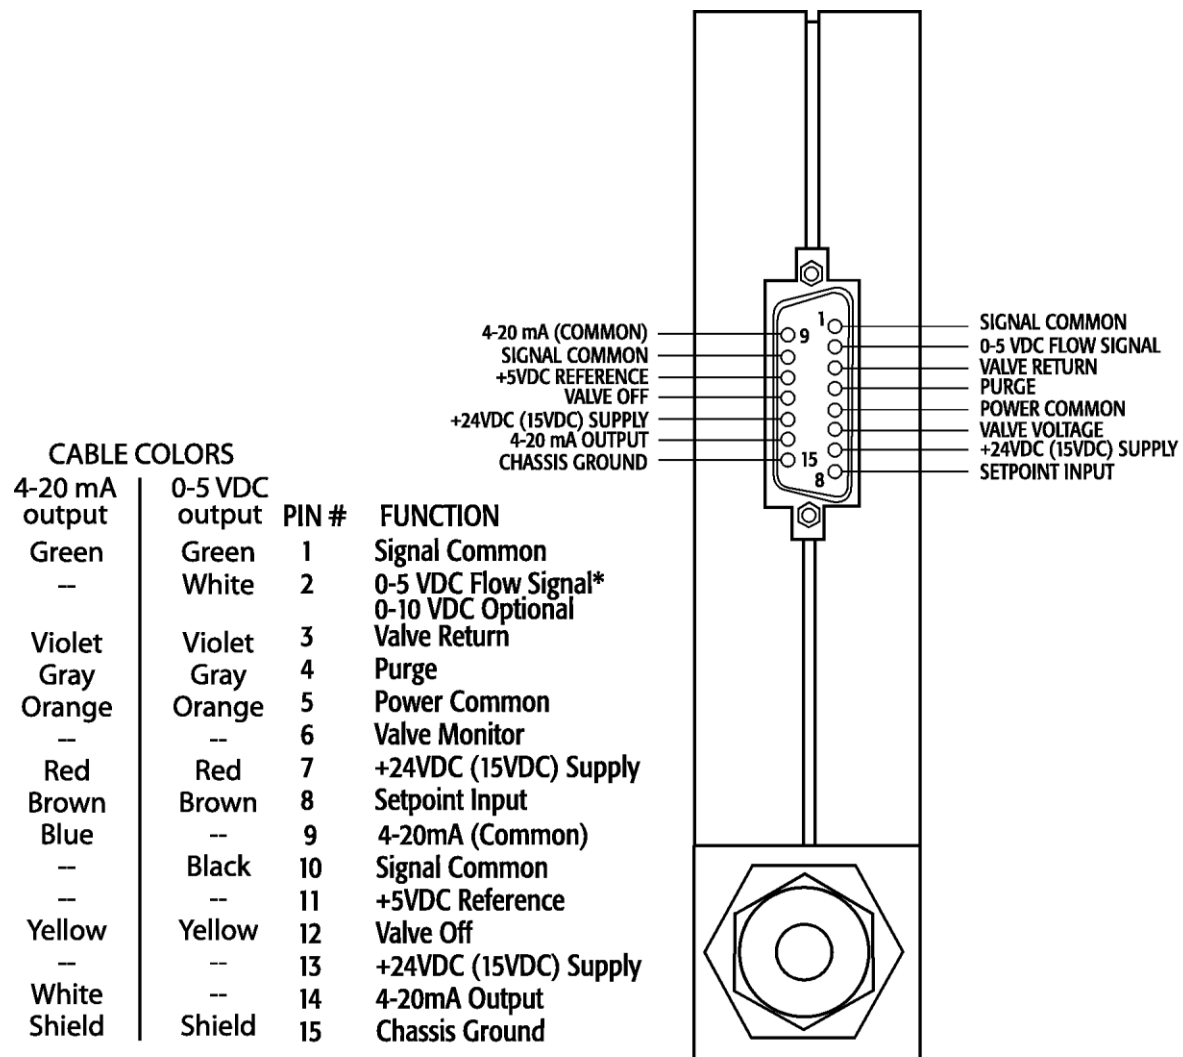 4-20 mA (COMMON)
SIGNAL COMMON
+5VDC REFERENCE
VALVE OFF
+24VDC (15VDC) SUPPLY
4-20 mA OUTPUT
CHASSIS GROUND
9
15
1
8
SIGNAL COMMON
0-5 VDC FLOW SIGNAL
VALVE RETURN
PURGE
POWER COMMON
VALVE VOLTAGE
+24VDC (15VDC) SUPPLY
SETPOINT INPUT
CABLE COLORS
4-20 mA 0-5 VDC
output output PIN # FUNCTION
Green Green 1 Signal Common
-- White 2 0-5 VDC Flow Signal*
0-10 VDC Optional
Violet Violet 3 Valve Return
Gray Gray 4 Purge
Orange Orange 5 Power Common
-- -- 6 Valve Monitor
Red Red 7 +24VDC (15VDC) Supply
Brown Brown 8 Setpoint Input
Blue -- 9 4-20mA (Common)
-- Black 10 Signal Common
-- -- 11 +5VDC Reference
Yellow Yellow 12 Valve Off
-- -- 13 +24VDC (15VDC) Supply
White -- 14 4-20mA Output
Shield Shield 15 Chassis Ground